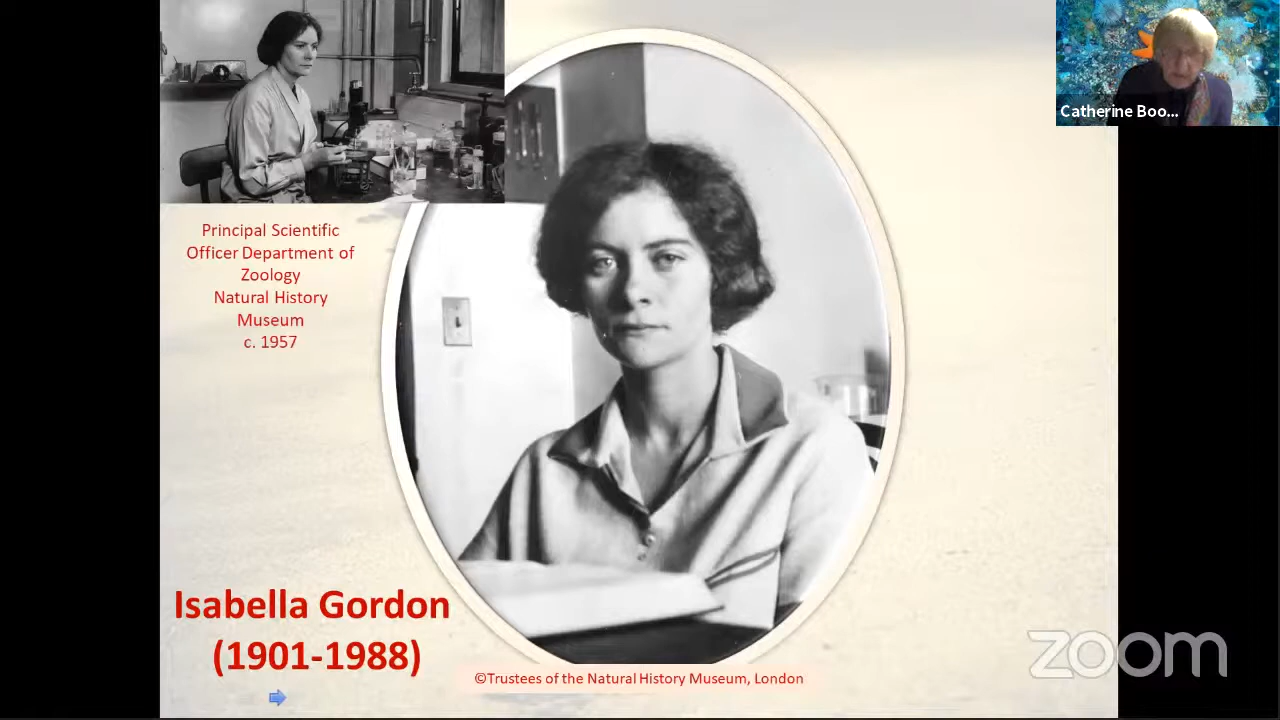 Catherine Boo...
Principal Scientific
Officer Department of
Zoology
Natural History
Museum
c. 1957
Isabella Gordon
(1901-1988)
©Trustees of the Natural History Museum, London
zoom